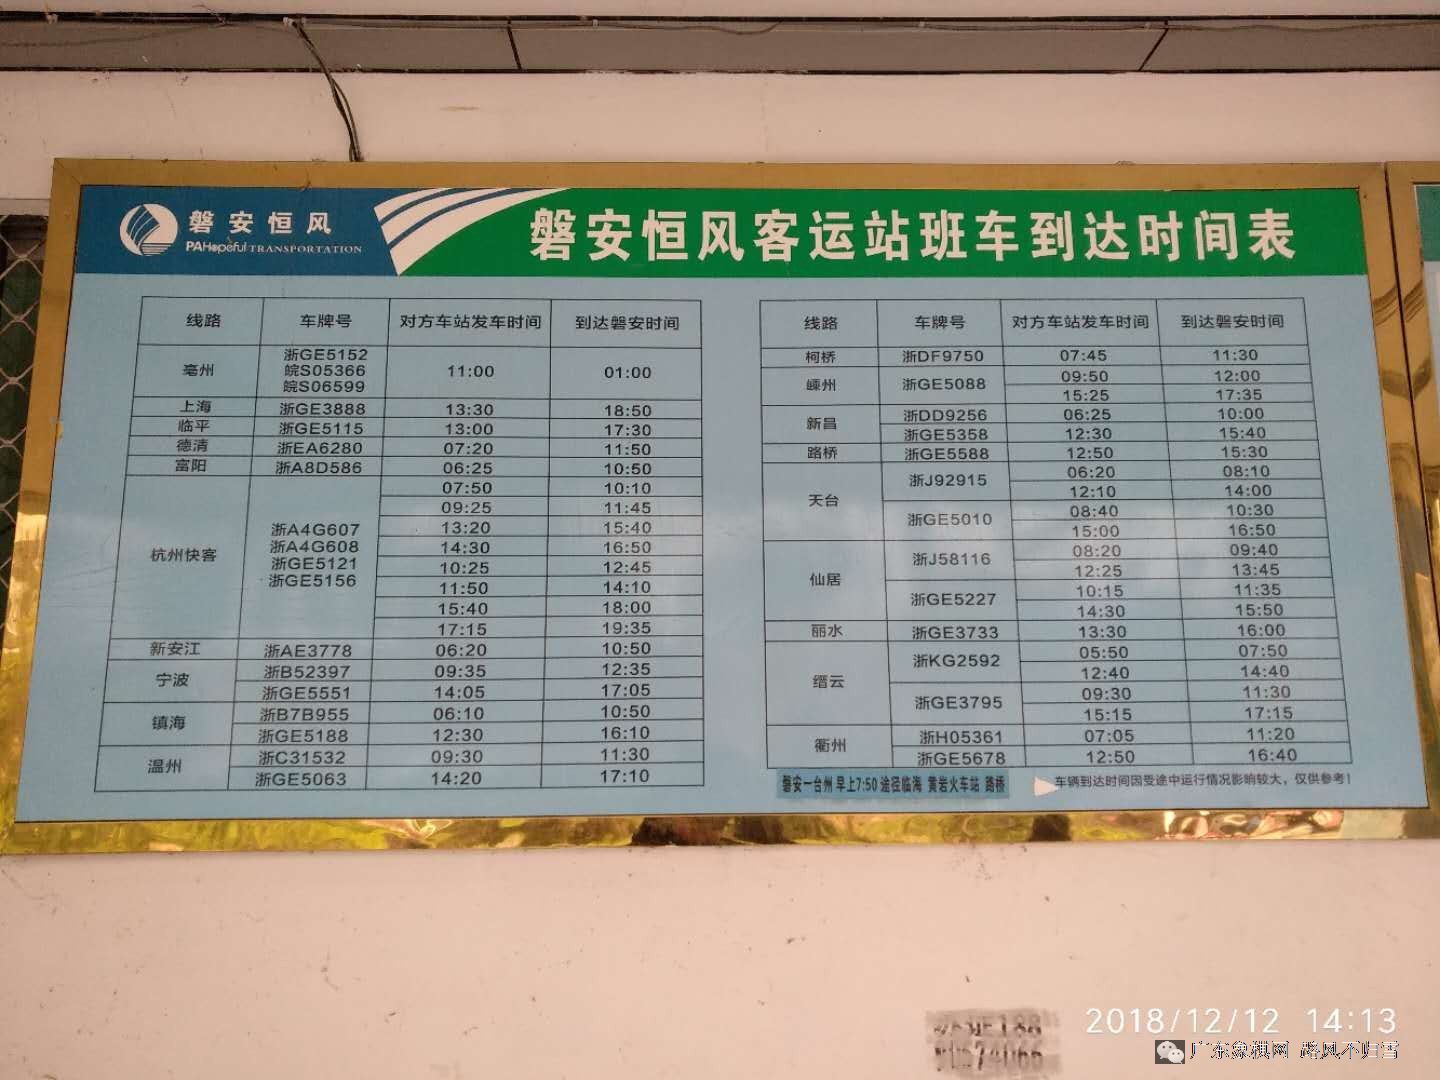 磐安恒风
PAHopeful TRANSPORTATION
磐安恒风客运站班车到达时间表
线路 车牌号 对方车站发车时间 到达磐安时间
亳州 浙GE5152 皖S05366 皖S06599 11:00 01:00
上海 浙GE3888 13:30 18:50
临平 浙GE5115 13:00 17:30
德清 浙EA6280 07:20 11:50
富阳 浙A8D586 06:25 10:50
杭州快客 浙A4G607 浙A4G608 浙GE5121 浙GE5156
07:50 10:10
09:25 11:45
13:20 15:40
14:30 16:50
10:25 12:45
11:50 14:10
15:40 18:00
17:15 19:35
新安江 浙AE3778 06:20 10:50
宁波 浙B52397 09:35 12:35
浙GE5551 14:05 17:05
镇海 浙B7B955 06:10 10:50
浙GE5188 12:30 16:10
温州 浙C31532 09:30 11:30
浙GE5063 14:20 17:10
线路 车牌号 对方车站发车时间 到达磐安时间
柯桥 浙DF9750 07:45 11:30
嵊州 浙GE5088 09:50 12:00
15:25 17:35
新昌 浙DD9256 06:25 10:00
浙GE5358 12:30 15:40
路桥 浙GE5588 12:50 15:30
天台 浙J92915 06:20 08:10
12:10 14:00
浙GE5010 08:40 10:30
15:00 16:50
仙居 浙J58116 08:20 09:40
12:25 13:45
浙GE5227 10:15 11:35
14:30 15:50
丽水 浙GE3733 13:30 16:00
缙云 浙KG2592 05:50 07:50
12:40 14:40
浙GE3795 09:30 11:30
15:15 17:15
衢州 浙H05361 07:05 11:20
浙GE5678 12:50 16:40
磐安一台州 早上7:50 途径临海 黄岩火车站 路桥
车辆到达时间因受途中运行情况影响较大，仅供参考！
2018/12/12 14:13
广东象棋网 路风不归雪